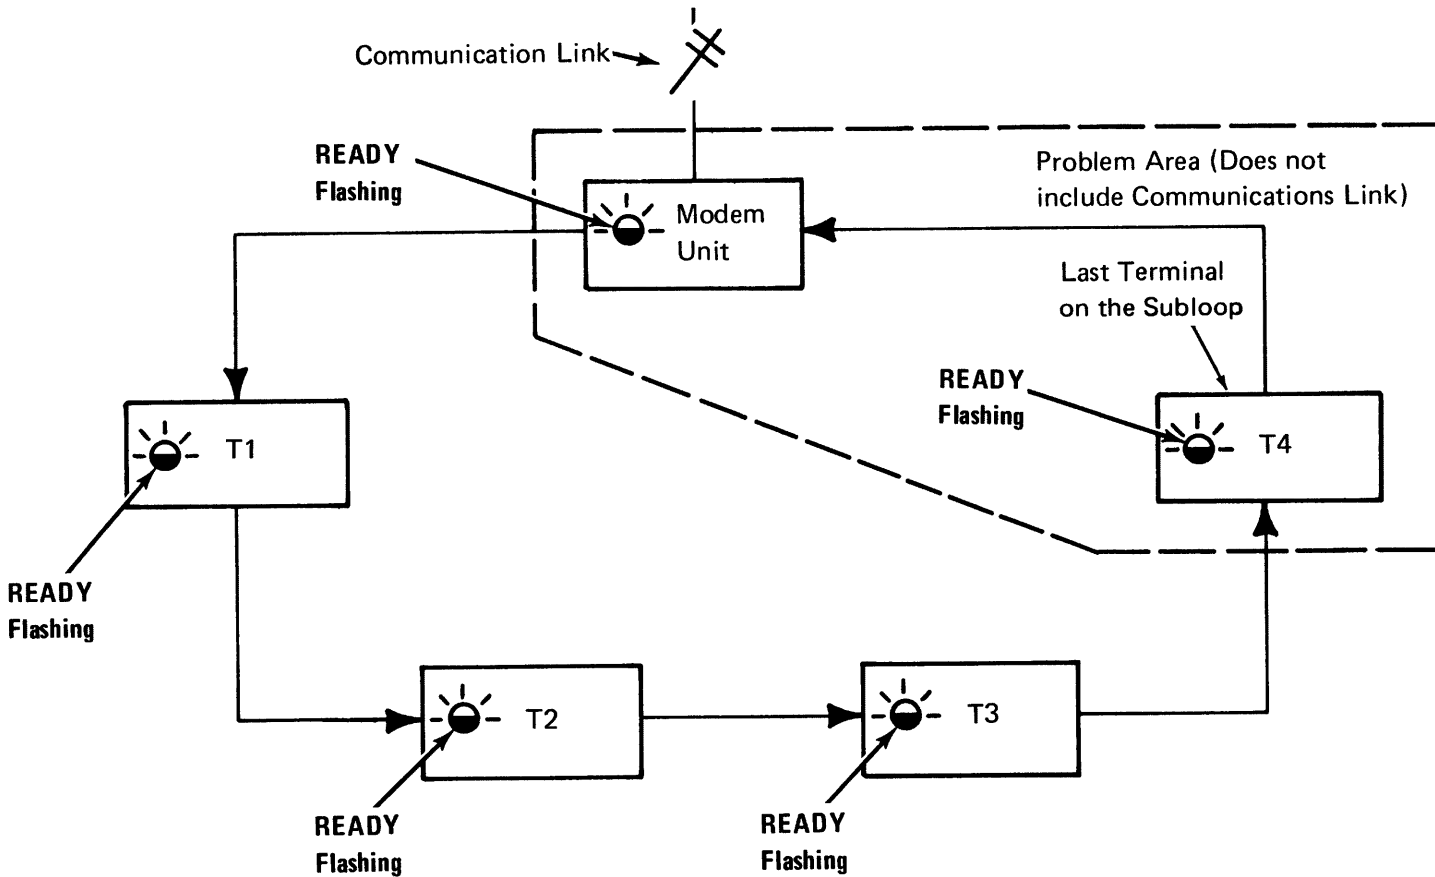 Communication Link
READY
Flashing
Problem Area (Does not
include Communications Link)
Modem
Unit
Last Terminal
on the Subloop
READY
Flashing
T1
T4
READY
Flashing
T2
T3
READY
Flashing
READY
Flashing